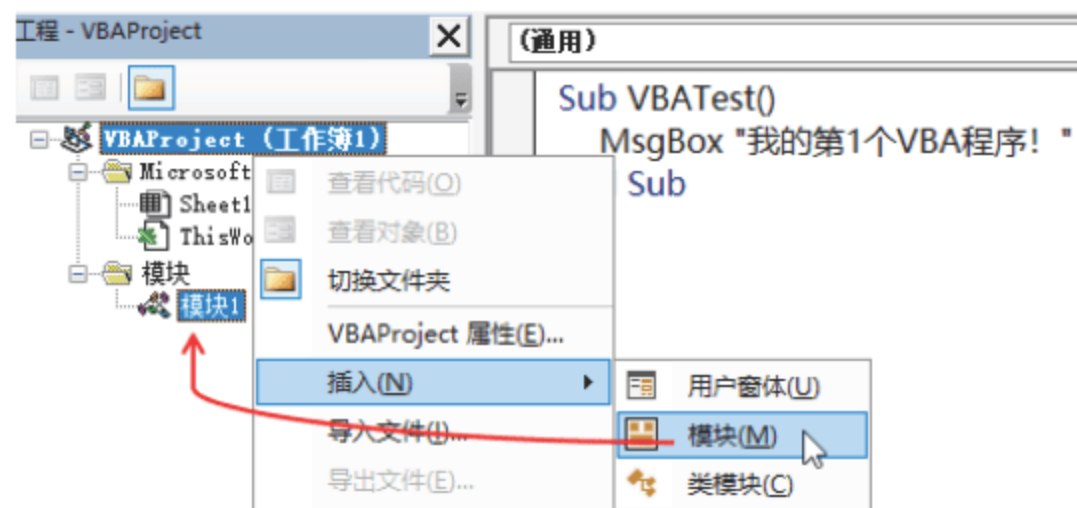 工程 - VBAProject
(通用)
VBAProject (工作簿1)
Microsoft
Sheet1
ThisWo
模块
模块1
Sub VBATest()
MsgBox "我的第1个VBA程序！"
Sub
查看代码(O)
查看对象(B)
切换文件夹
VBAProject 属性(E)...
插入(N)
导入文件(I)...
导出文件(E)...
用户窗体(U)
模块(M)
类模块(C)